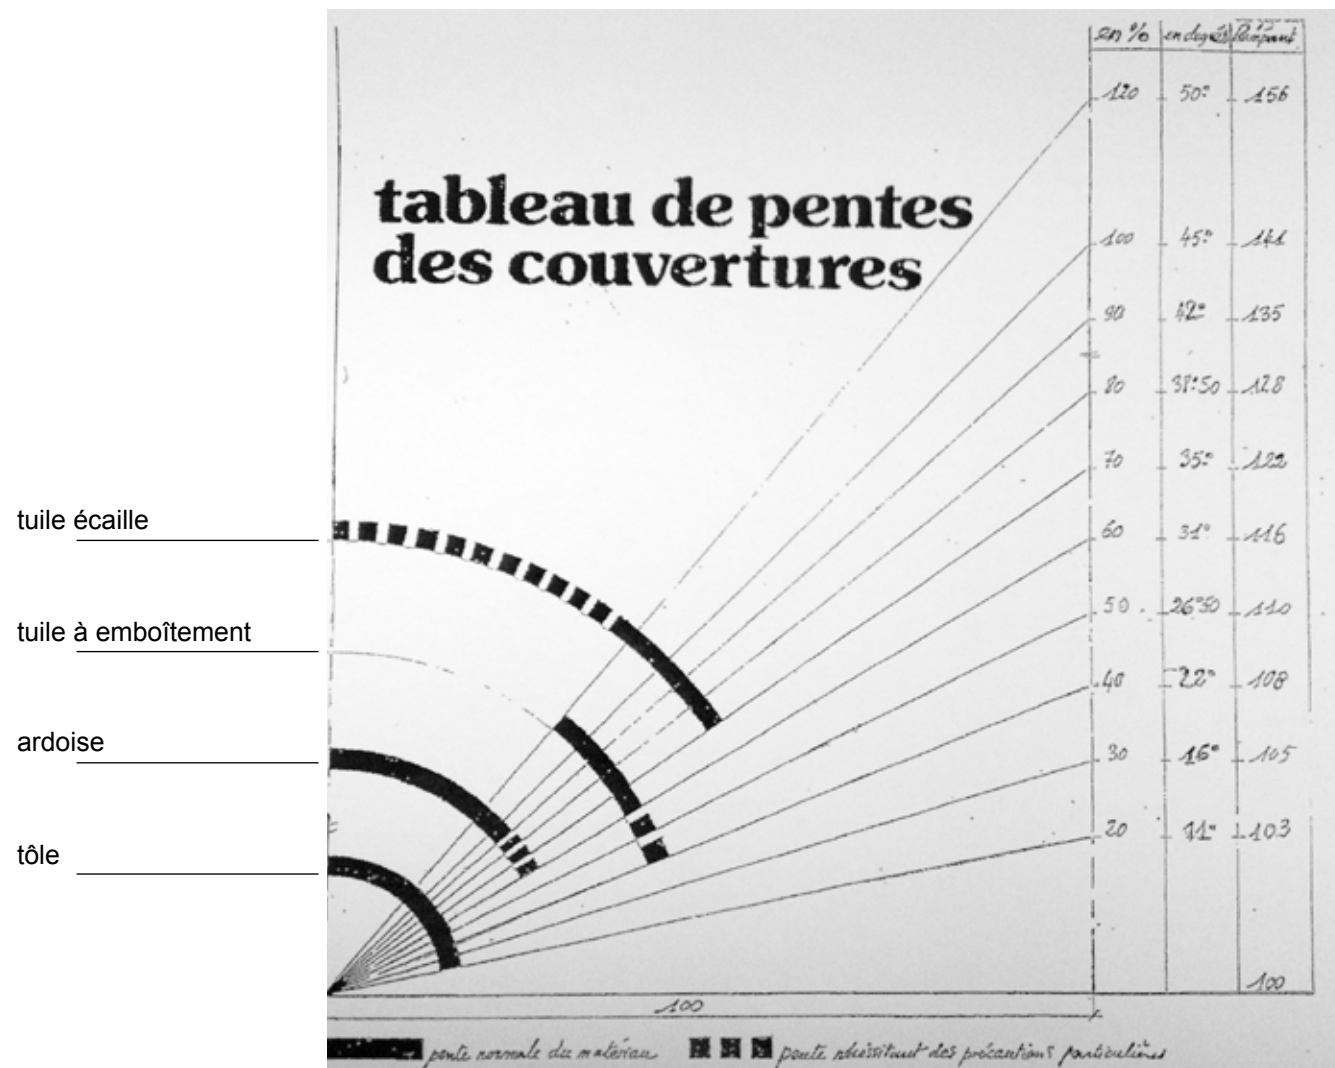 en % en degrés Rampant
120 50° 156
tableau de pentes
des couvertures
100 45° 141
90 42° 135
80 38°50 128
70 35° 122
60 31° 116
50 26°50 110
40 22° 108
30 16° 105
20 11° 103
100
100
tuile écaille
tuile à emboîtement
ardoise
tôle
pente normale du matériau
pente nécessitant des précautions particulières